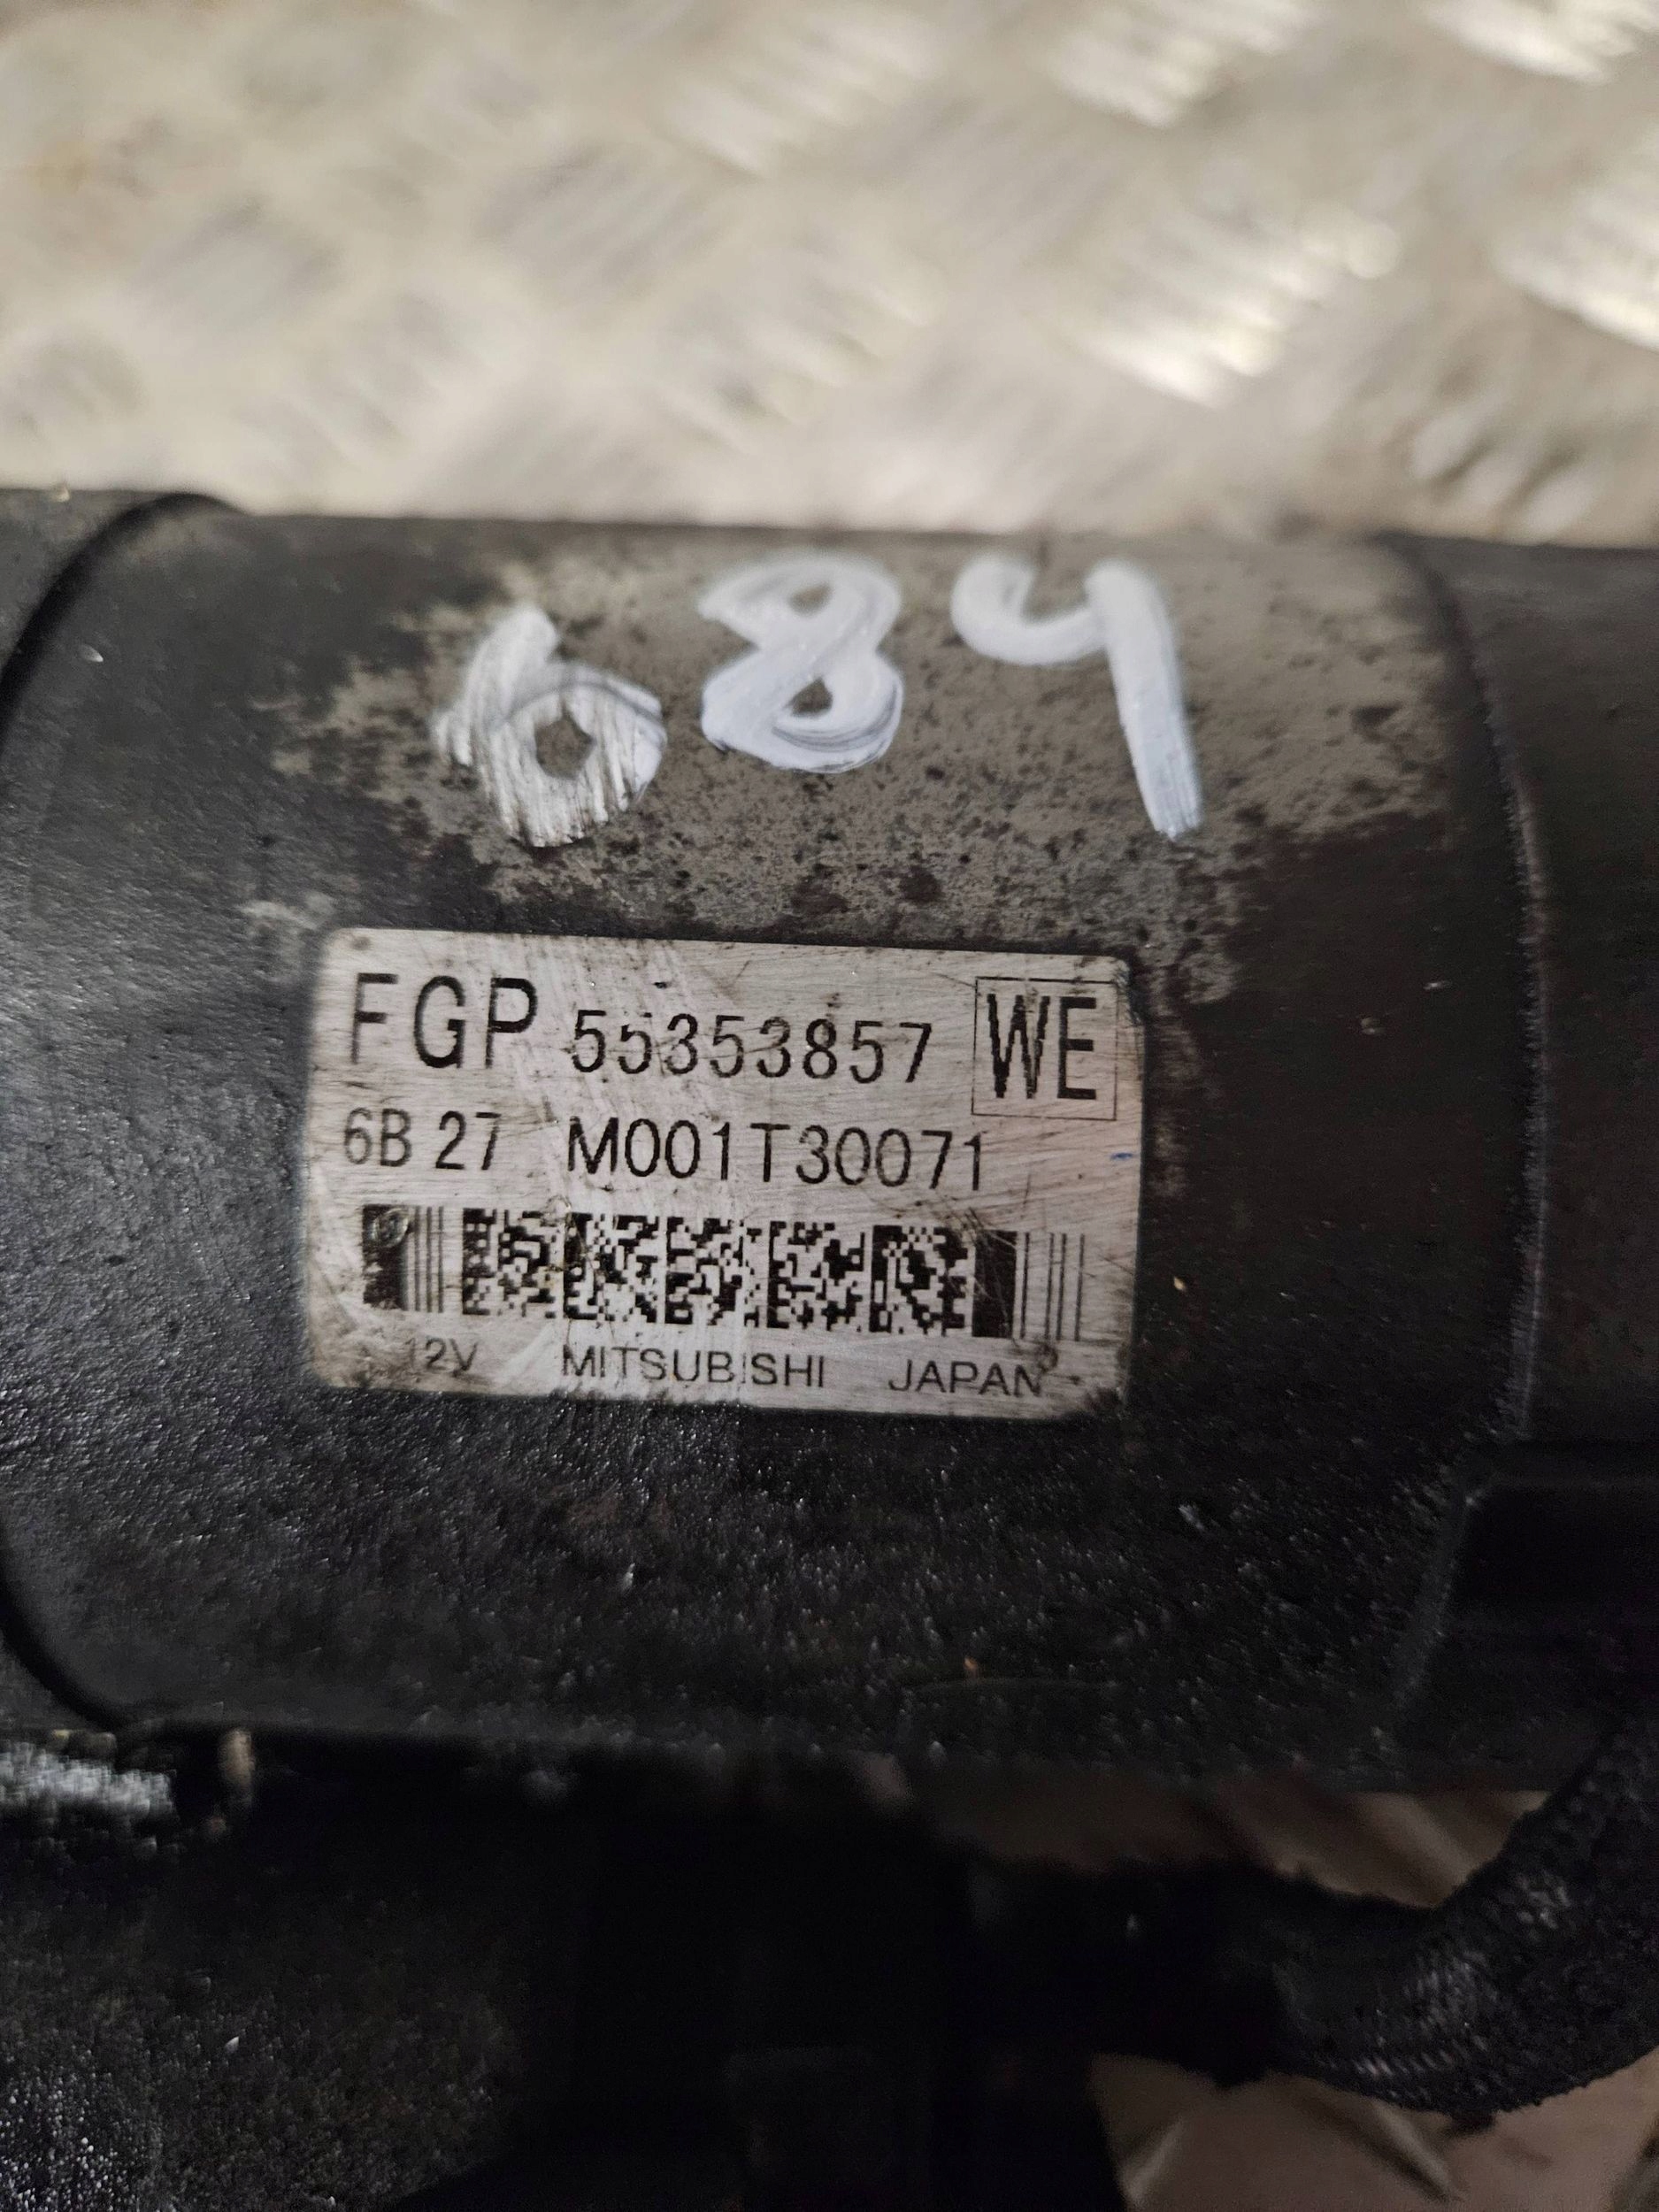 684
FGP 55353857 WE
6B 27 M001T30071
12V MITSUBISHI JAPAN